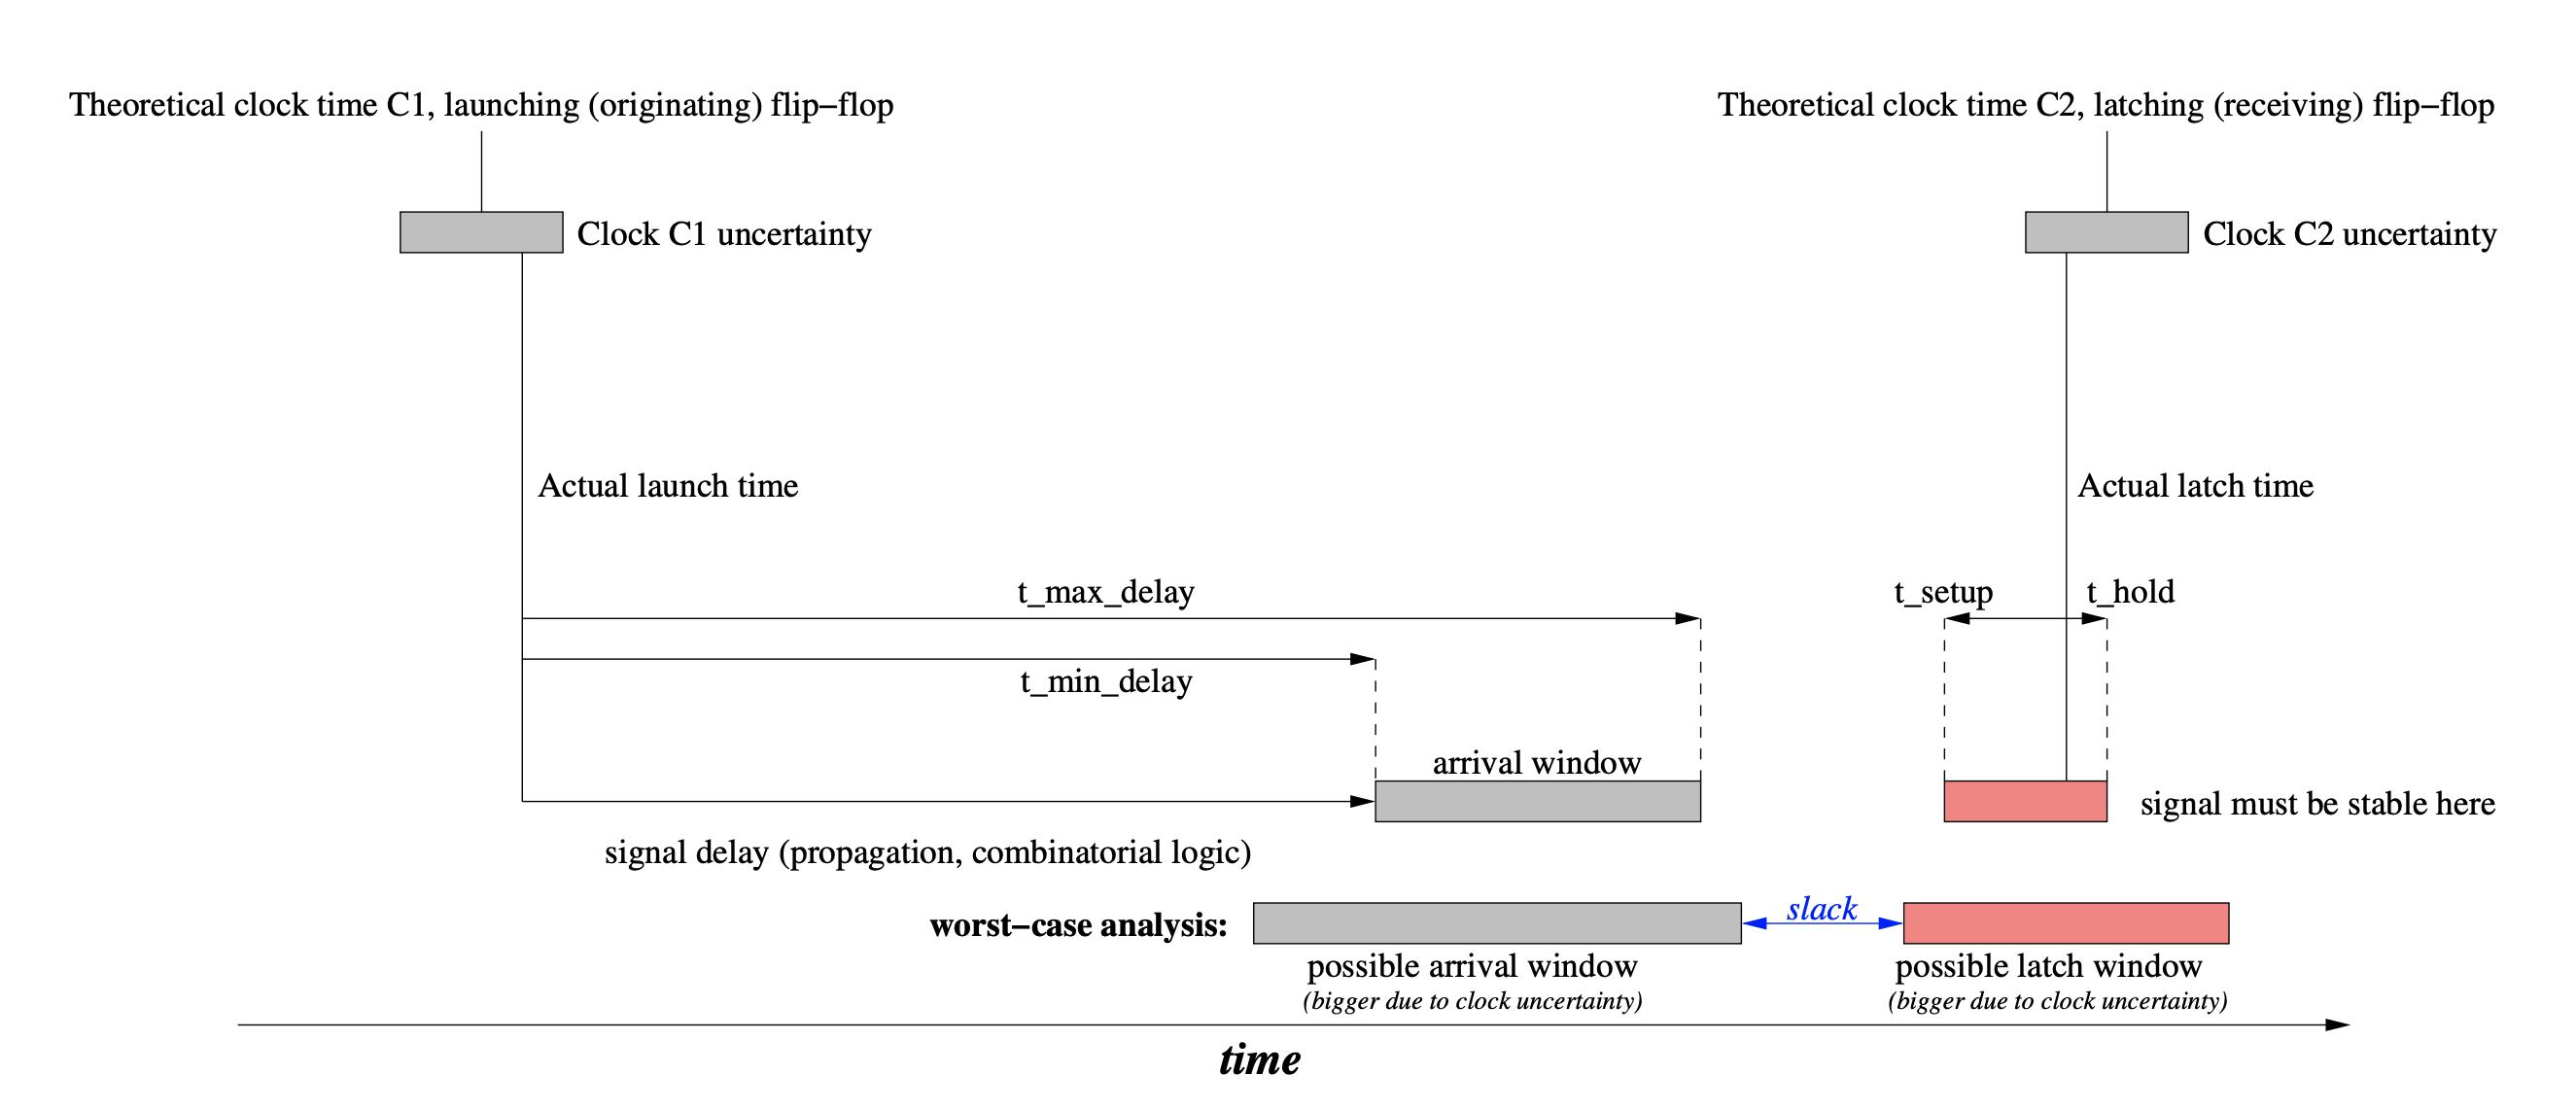 Theoretical clock time C1, launching (originating) flip−flop
Theoretical clock time C2, latching (receiving) flip−flop
Clock C1 uncertainty
Clock C2 uncertainty
Actual launch time
Actual latch time
t_max_delay
t_setup
t_hold
t_min_delay
arrival window
signal must be stable here
signal delay (propagation, combinatorial logic)
worst−case analysis:
slack
possible arrival window
(bigger due to clock uncertainty)
possible latch window
(bigger due to clock uncertainty)
time